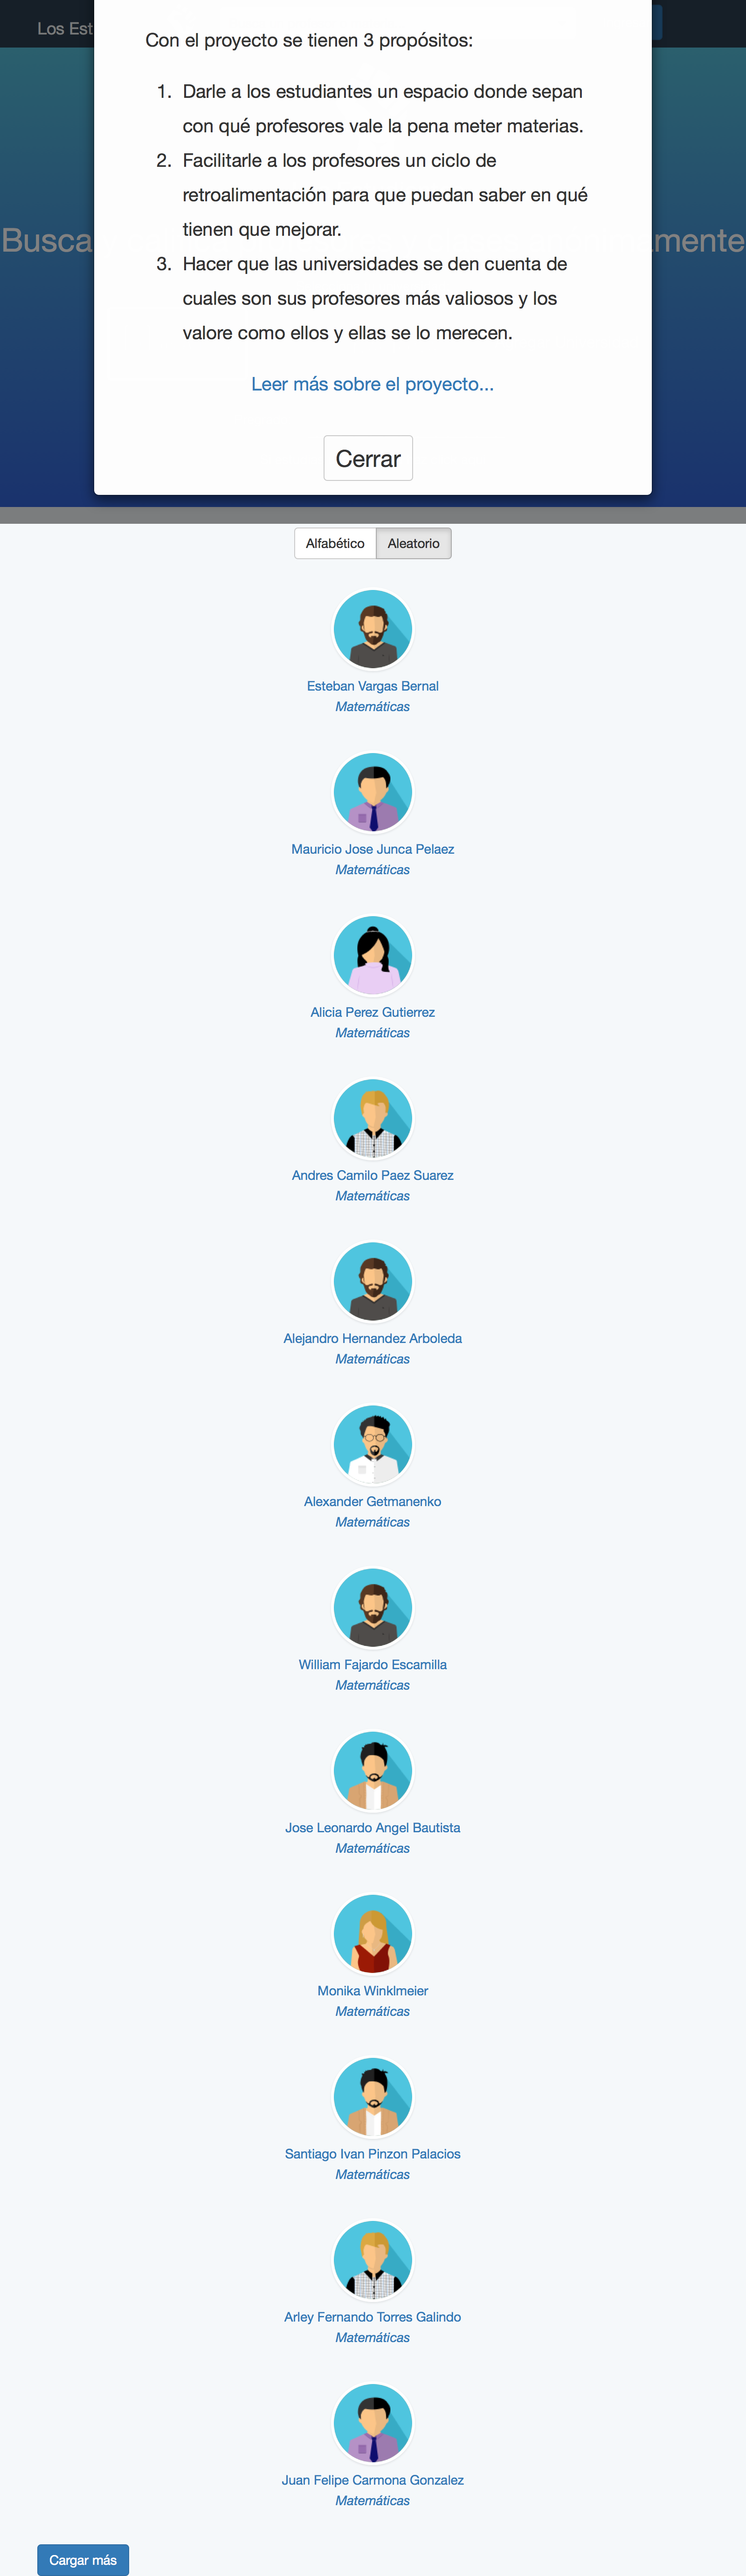 Los Est
Con el proyecto se tienen 3 propósitos:
1. Darle a los estudiantes un espacio donde sepan
con qué profesores vale la pena meter materias.
2. Facilitarle a los profesores un ciclo de
retroalimentación para que puedan saber en qué
tienen que mejorar.
Busca
mente
3. Hacer que las universidades se den cuenta de
cuales son sus profesores más valiosos y los
valore como ellos y ellas se lo merecen.
Leer más sobre el proyecto...
Cerrar
Alfabético Aleatorio
Esteban Vargas Bernal
Matemáticas
Mauricio Jose Junca Pelaez
Matemáticas
Alicia Perez Gutierrez
Matemáticas
Andres Camilo Paez Suarez
Matemáticas
Alejandro Hernandez Arboleda
Matemáticas
Alexander Getmanenko
Matemáticas
William Fajardo Escamilla
Matemáticas
Jose Leonardo Angel Bautista
Matemáticas
Monika Winklmeier
Matemáticas
Santiago Ivan Pinzon Palacios
Matemáticas
Arley Fernando Torres Galindo
Matemáticas
Juan Felipe Carmona Gonzalez
Matemáticas
Cargar más